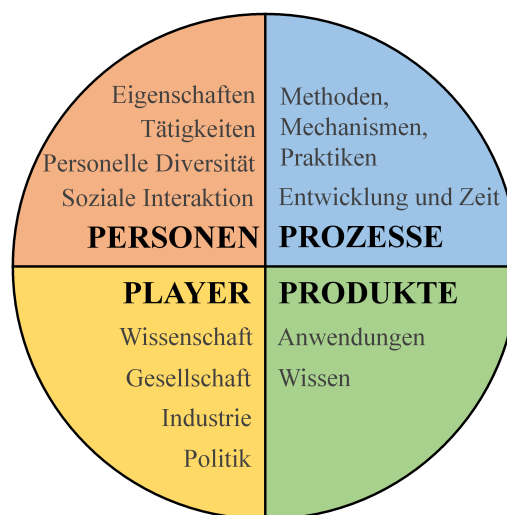 Eigenschaften
Tätigkeiten
Personelle Diversität
Soziale Interaktion
PERSONEN
Methoden,
Mechanismen,
Praktiken
Entwicklung und Zeit
PROZESSE
PLAYER
Wissenschaft
Gesellschaft
Industrie
Politik
PRODUKTE
Anwendungen
Wissen